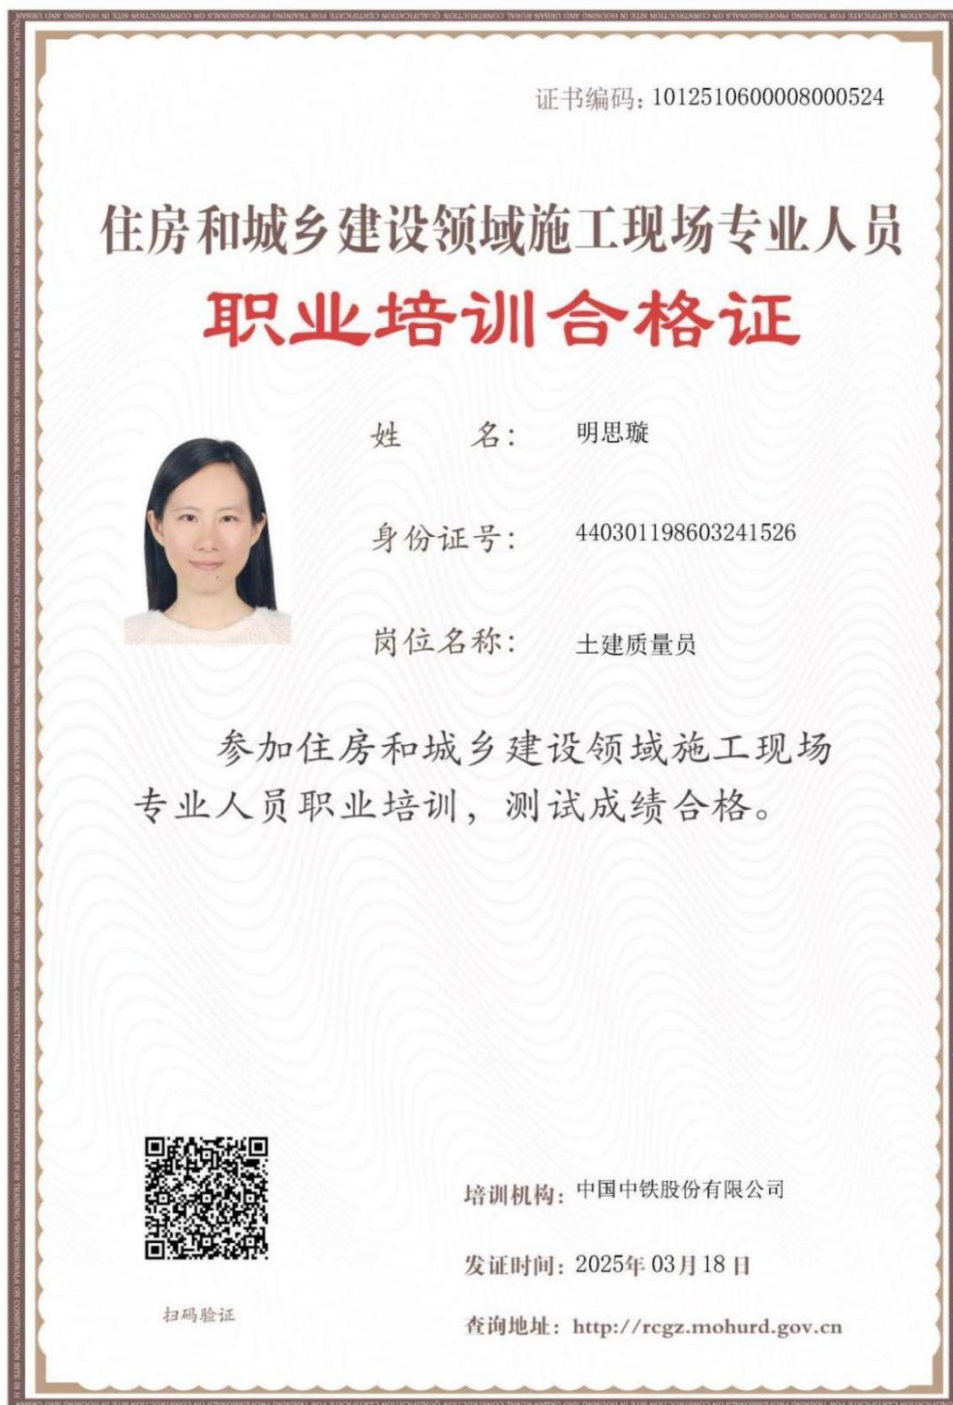 证书编码：1012510600008000524
住房和城乡建设领域施工现场专业人员
职业培训合格证
姓 名： 明思璇
身份证号： 440301198603241526
岗位名称： 土建质量员
参加住房和城乡建设领域施工现场
专业人员职业培训，测试成绩合格。
培训机构：中国中铁股份有限公司
发证时间：2025年 03月18 日
扫码验证
查询地址：http://rcgz.mohurd.gov.cn